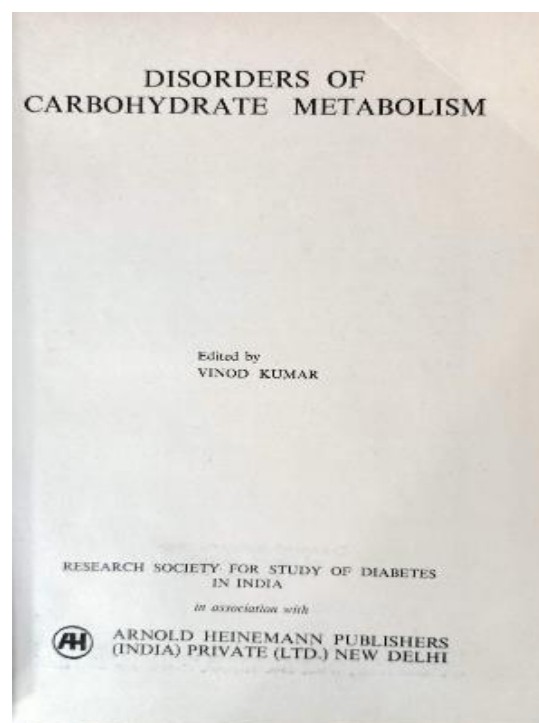 DISORDERS OF
CARBOHYDRATE METABOLISM
Edited by
VINOD KUMAR
RESEARCH SOCIETY FOR STUDY OF DIABETES
IN INDIA
in association with
AH
ARNOLD HEINEMANN PUBLISHERS
(INDIA) PRIVATE (LTD.) NEW DELHI